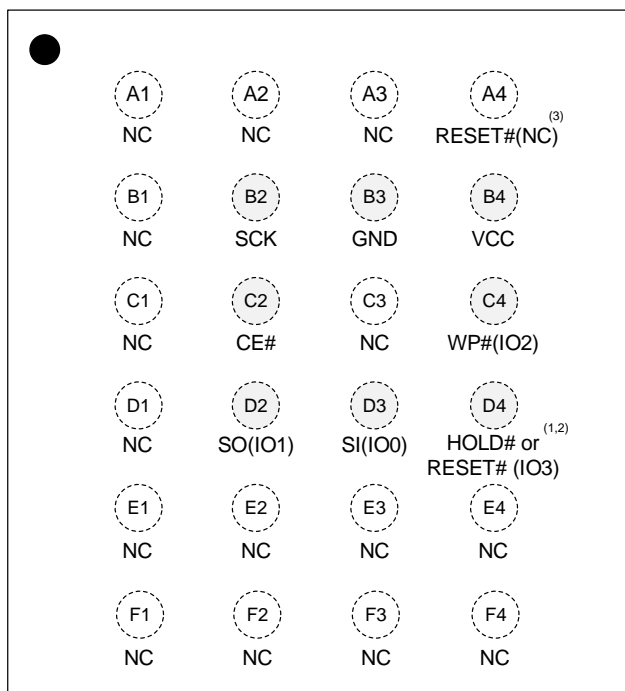 A1 A2 A3 A4
NC NC NC RESET#(NC) (3)
B1 B2 B3 B4
NC SCK GND VCC
C1 C2 C3 C4
NC CE# NC WP#(IO2)
D1 D2 D3 D4
NC SO(IO1) SI(IO0) HOLD# or (1,2)
RESET# (IO3)
E1 E2 E3 E4
NC NC NC NC
F1 F2 F3 F4
NC NC NC NC